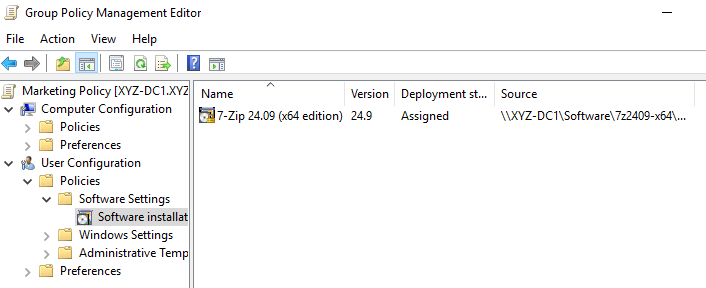 Group Policy Management Editor
File Action View Help
Marketing Policy [XYZ-DC1.XYZ
Computer Configuration
Policies
Preferences
User Configuration
Policies
Software Settings
Software installat
Windows Settings
Administrative Temp
Preferences
Name Version Deployment st... Source
7-Zip 24.09 (x64 edition) 24.9 Assigned \\XYZ-DC1\Software\7z2409-x64\...